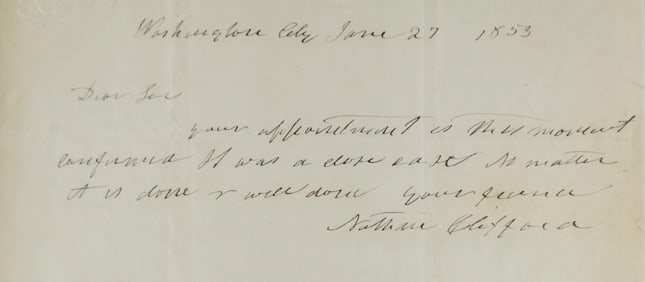 Washington City June 27 1853
Dear Joe
your appointment is this moment
confirmed It was a close case No matter
it is done & well done your friend
Nathan Clifford